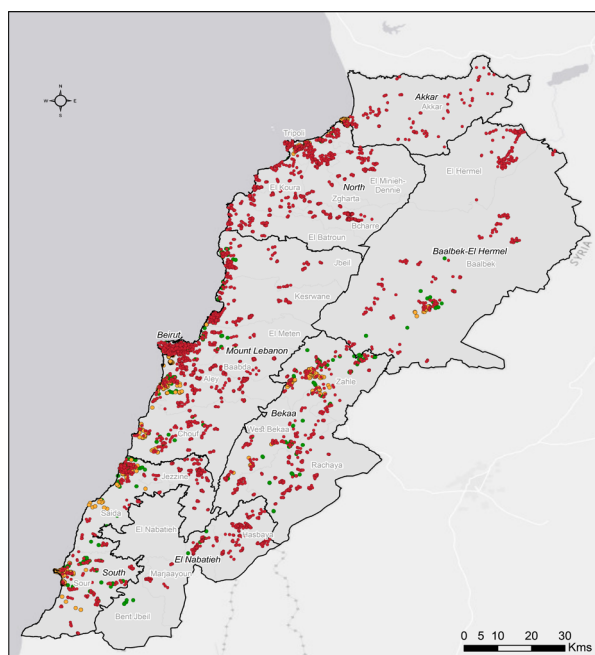 N
W E
S
Akkar
Akkar
Tripoli
El Hermel
El Koura
North
El Minieh-
Dennie
Zgharta
Bcharre
El Batroun
Baalbek-El Hermel
Baalbek
SYRIA
Jbeil
Kesrwane
El Meten
Beirut
Mount Lebanon
Baabda
Aley
Zahle
Bekaa
Chouf
West Bekaa
Rachaya
Jezzine
Saida
El Nabatieh
Hasbaya
El Nabatieh
South
Marjaayoun
Sour
Bent Jbeil
0 5 10 20 30
Kms